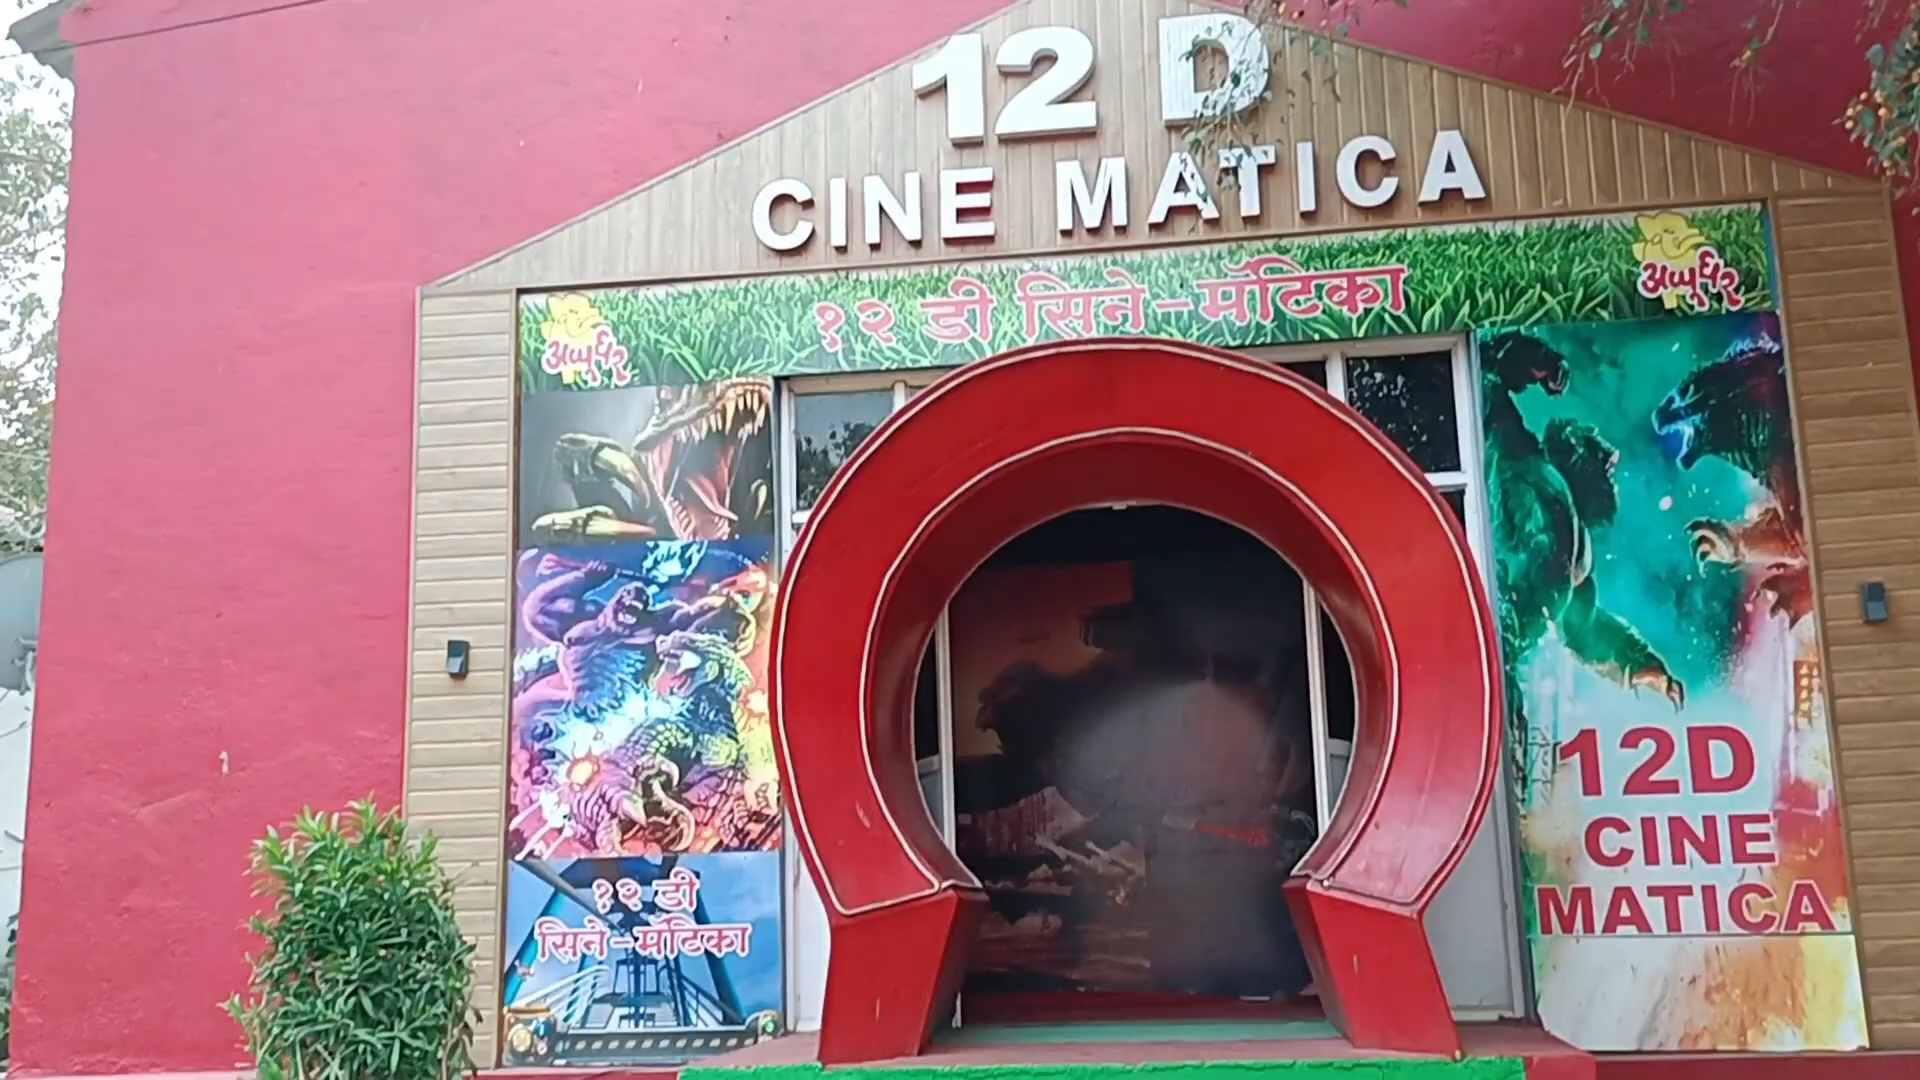 12 D
CINE MATICA
१२ डी सिने-मॅटिका
अप्पूघर
अप्पूघर
१२ डी
सिने-मॅटिका
12D
CINE
MATICA